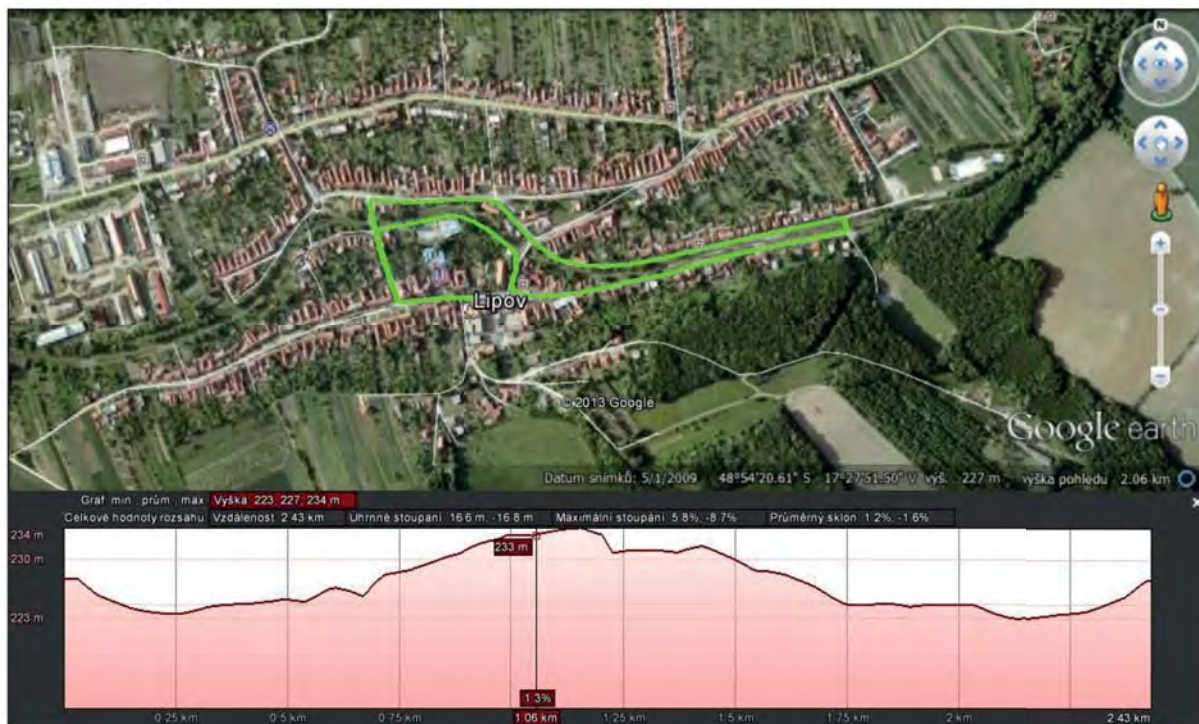 N
Lipov
© 2013 Google
Google earth
Datum snímků: 5/1/2009 48°54'20.61" S 17°27'51.50" V výš. 227 m výška pohledu 2.06 km
Graf min., prům., max. Výška: 223, 227, 234 m
Celkové hodnoty rozsahu Vzdálenost: 2.43 km Úhrnné stoupání: 16.6 m, -16.8 m Maximální stoupání: 5.8%, -8.7% Průměrný sklon: 1.2%, -1.6%
234 m
233 m
230 m
223 m
1.3%
0.25 km 0.5 km 0.75 km 1.06 km 1.25 km 1.5 km 1.75 km 2 km 2.43 km